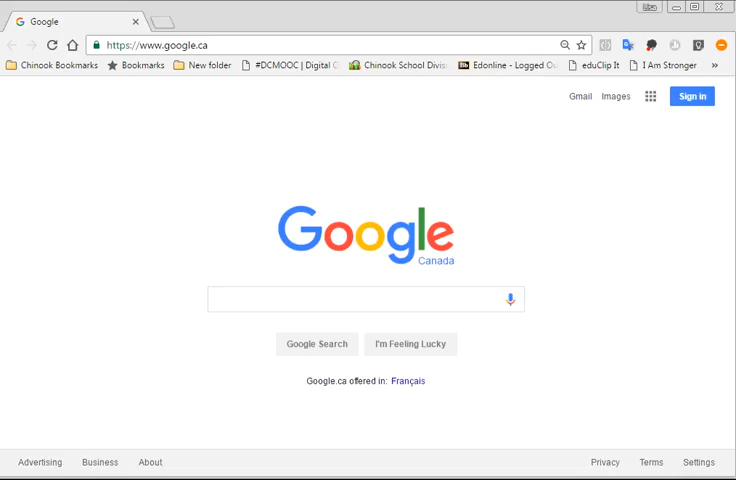 Lisa
Google
https://www.google.ca
Chinook Bookmarks Bookmarks New folder #DCMOOC | Digital C Chinook School Divis Edonline - Logged Ou eduClip It I Am Stronger »
Gmail Images Sign in
Google
Canada
Google Search I'm Feeling Lucky
Google.ca offered in: Français
Advertising Business About Privacy Terms Settings